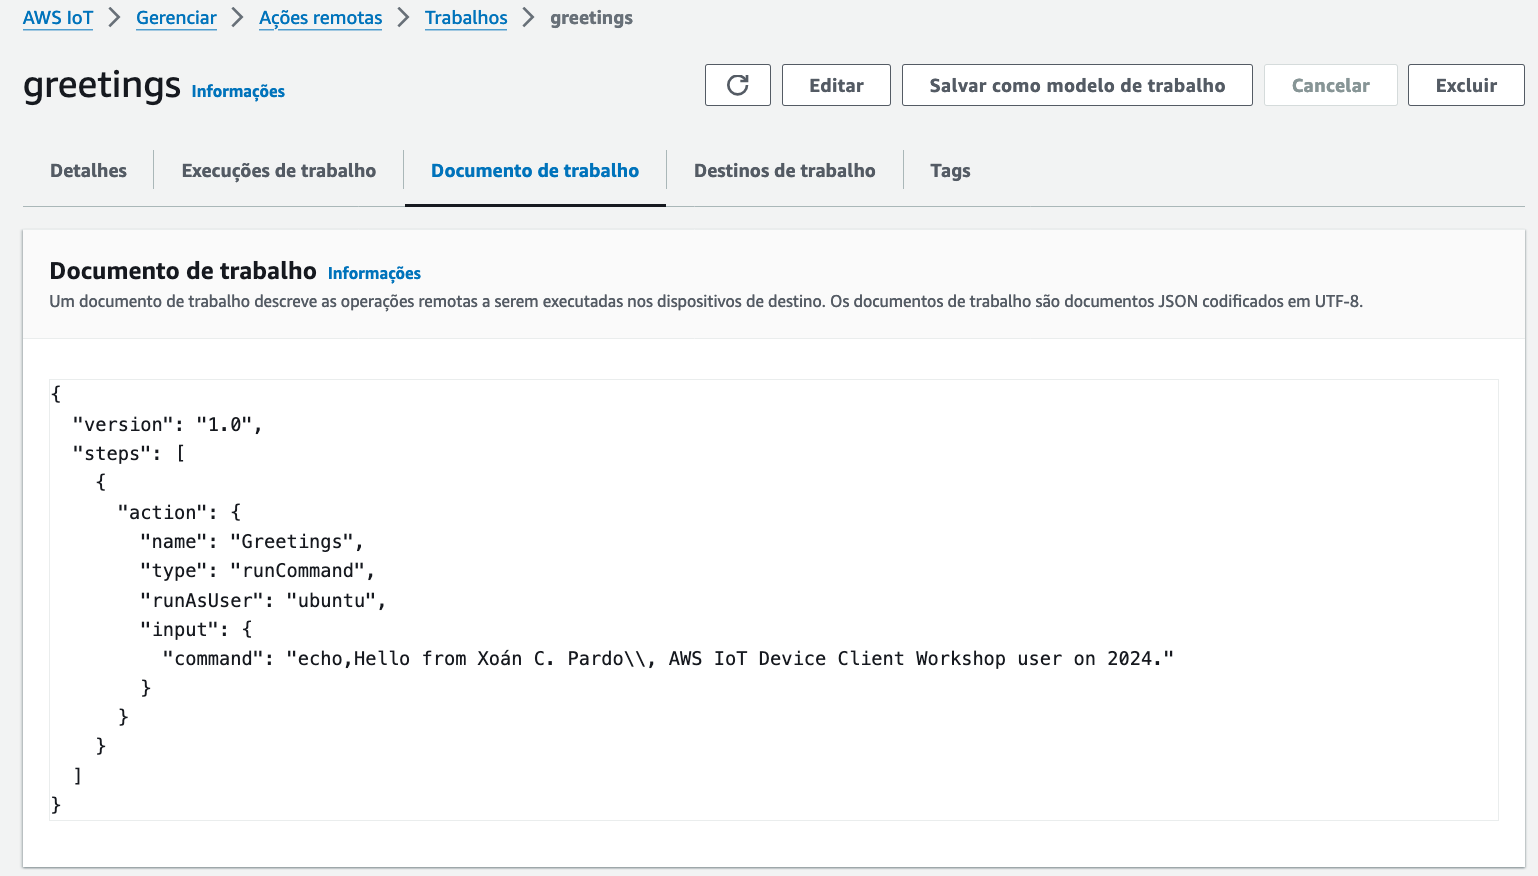 AWS IoT > Gerenciar > Ações remotas > Trabalhos > greetings
greetings Informações
Editar Salvar como modelo de trabalho Cancelar Excluir
Detalhes Execuções de trabalho Documento de trabalho Destinos de trabalho Tags
Documento de trabalho Informações
Um documento de trabalho descreve as operações remotas a serem executadas nos dispositivos de destino. Os documentos de trabalho são documentos JSON codificados em UTF-8.
{
  "version": "1.0",
  "steps": [
    {
      "action": {
        "name": "Greetings",
        "type": "runCommand",
        "runAsUser": "ubuntu",
        "input": {
          "command": "echo,Hello from Xoán C. Pardo\\, AWS IoT Device Client Workshop user on 2024."
        }
      }
    }
  ]
}